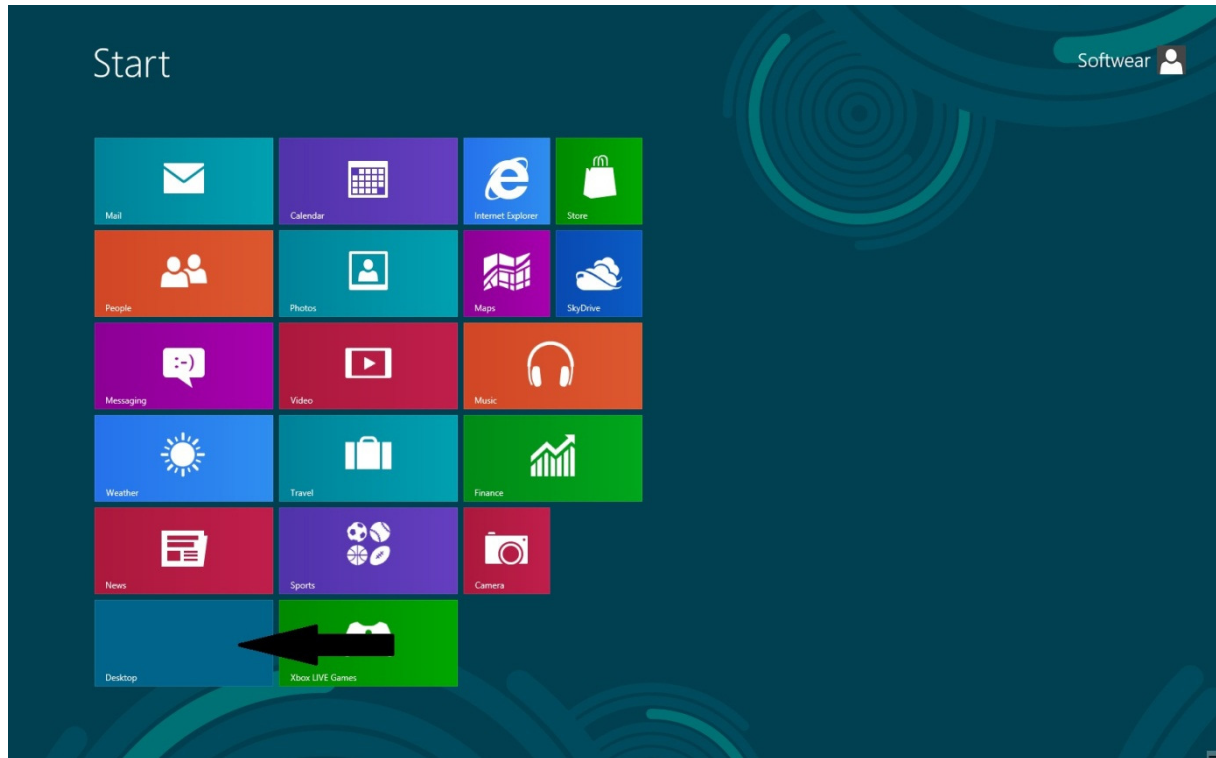 Start
Softwear
Mail
Calendar
Internet Explorer
Store
People
Photos
Maps
SkyDrive
:-)
Messaging
Video
Music
Weather
Travel
Finance
News
Sports
Camera
Desktop
Xbox LIVE Games